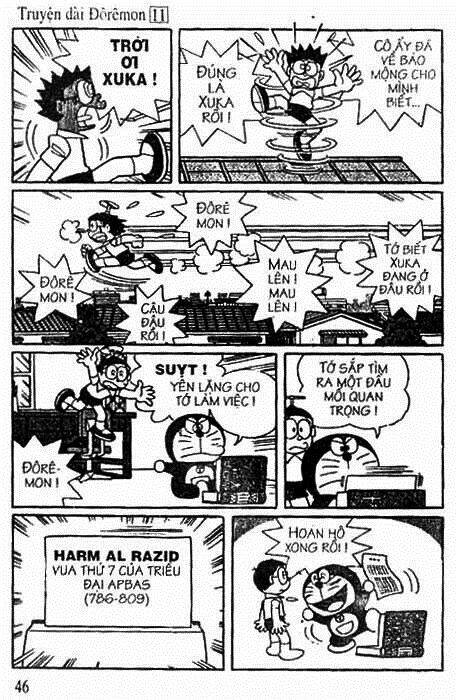 Truyện dài Đôrêmon 11
TRỜI
ƠI
XUKA !
ĐÚNG
LÀ
XUKA
RỒI !
CÔ ẤY ĐÃ
VỀ BÁO
MỘNG CHO
MÌNH
BIẾT...
ĐÔRÊ
MON !
ĐÔRÊ
MON !
CẬU
ĐÂU
RỒI !
MAU
LÊN !
MAU
LÊN !
TỚ BIẾT
XUKA
ĐANG Ở
ĐÂU RỒI !
ĐÔRÊ-
MON !
SUỴT !
YÊN LẶNG CHO
TỚ LÀM VIỆC !
TỚ SẮP TÌM
RA MỘT ĐẦU
MỐI QUAN
TRỌNG !
HARM AL RAZID
VUA THỨ 7 CỦA TRIỀU
ĐẠI APBAS
(786-809)
HOAN HÔ
XONG RỒI !
46